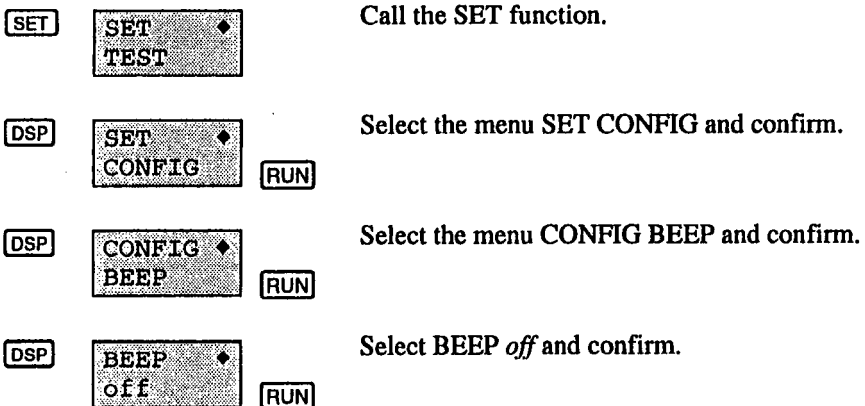 SET SET ◆ Call the SET function.
TEST
DSP SET ◆ Select the menu SET CONFIG and confirm.
CONFIG RUN
DSP CONFIG ◆ Select the menu CONFIG BEEP and confirm.
BEEP RUN
DSP BEEP ◆ Select BEEP off and confirm.
off RUN